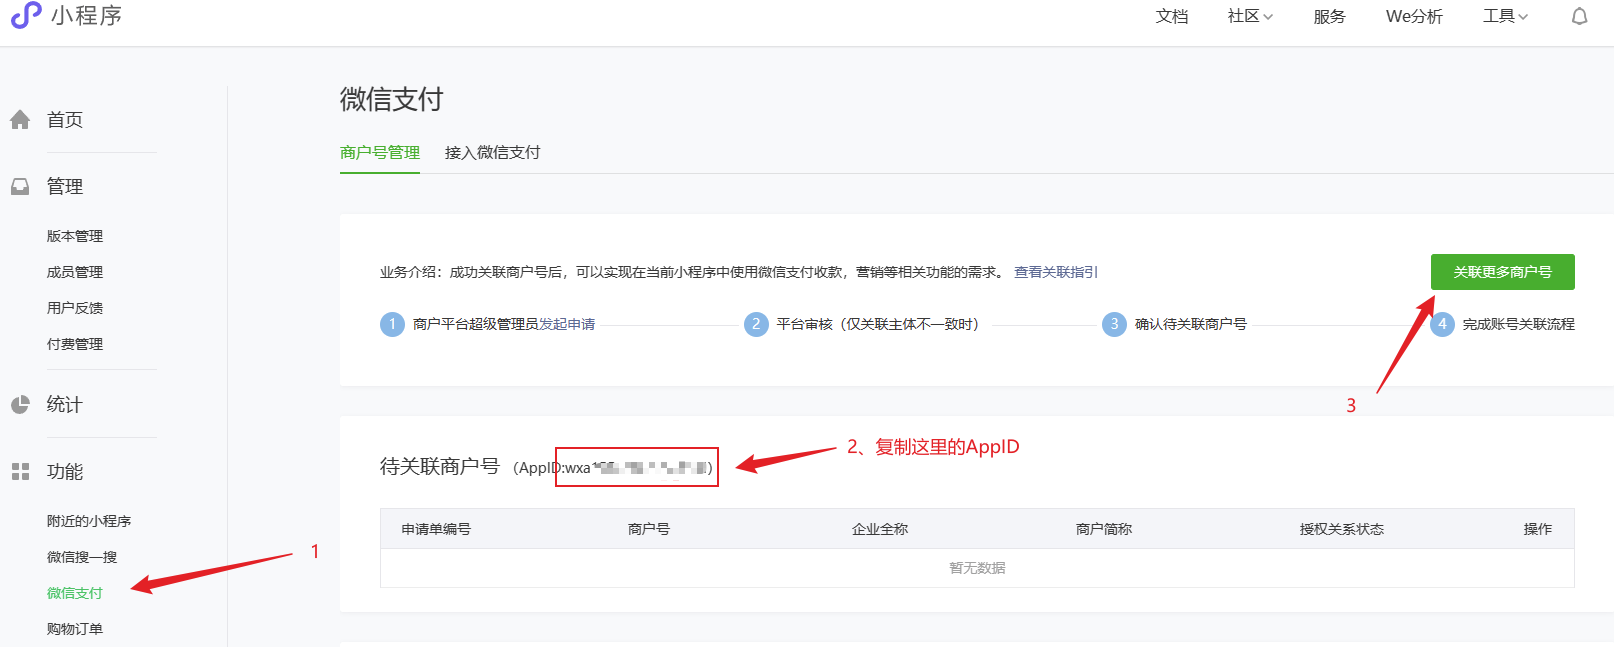 小程序
文档 社区 服务 We分析 工具
首页
管理
版本管理
成员管理
用户反馈
付费管理
统计
功能
附近的小程序
微信搜一搜
微信支付
购物订单
1
微信支付
商户号管理 接入微信支付
业务介绍：成功关联商户号后，可以实现在当前小程序中使用微信支付收款，营销等相关功能的需求。 查看关联指引
关联更多商户号
1 商户平台超级管理员发起申请 2 平台审核（仅关联主体不一致时） 3 确认待关联商户号 4 完成账号关联流程
3
2、复制这里的AppID
待关联商户号 （AppID:wxa
申请单编号 商户号 企业全称 商户简称 授权关系状态 操作
暂无数据